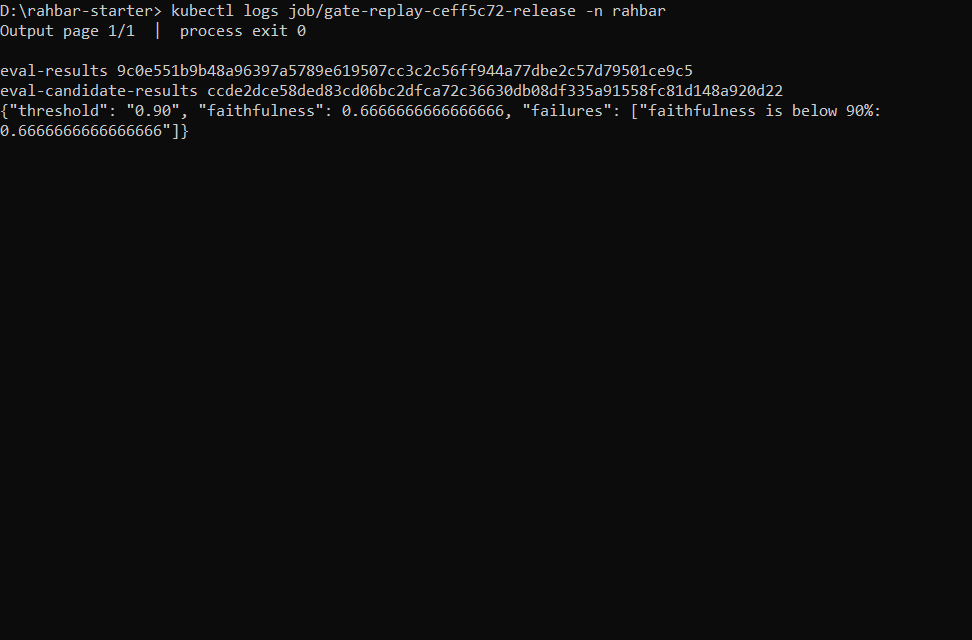 D:\rahbar-starter> kubectl logs job/gate-replay-ceff5c72-release -n rahbar
Output page 1/1  |  process exit 0
eval-results 9c0e551b9b48a96397a5789e619507cc3c2c56ff944a77dbe2c57d79501ce9c5
eval-candidate-results ccde2dce58ded83cd06bc2dfca72c36630db08df335a91558fc81d148a920d22
{"threshold": "0.90", "faithfulness": 0.6666666666666666, "failures": ["faithfulness is below 90%:
0.6666666666666666"]}